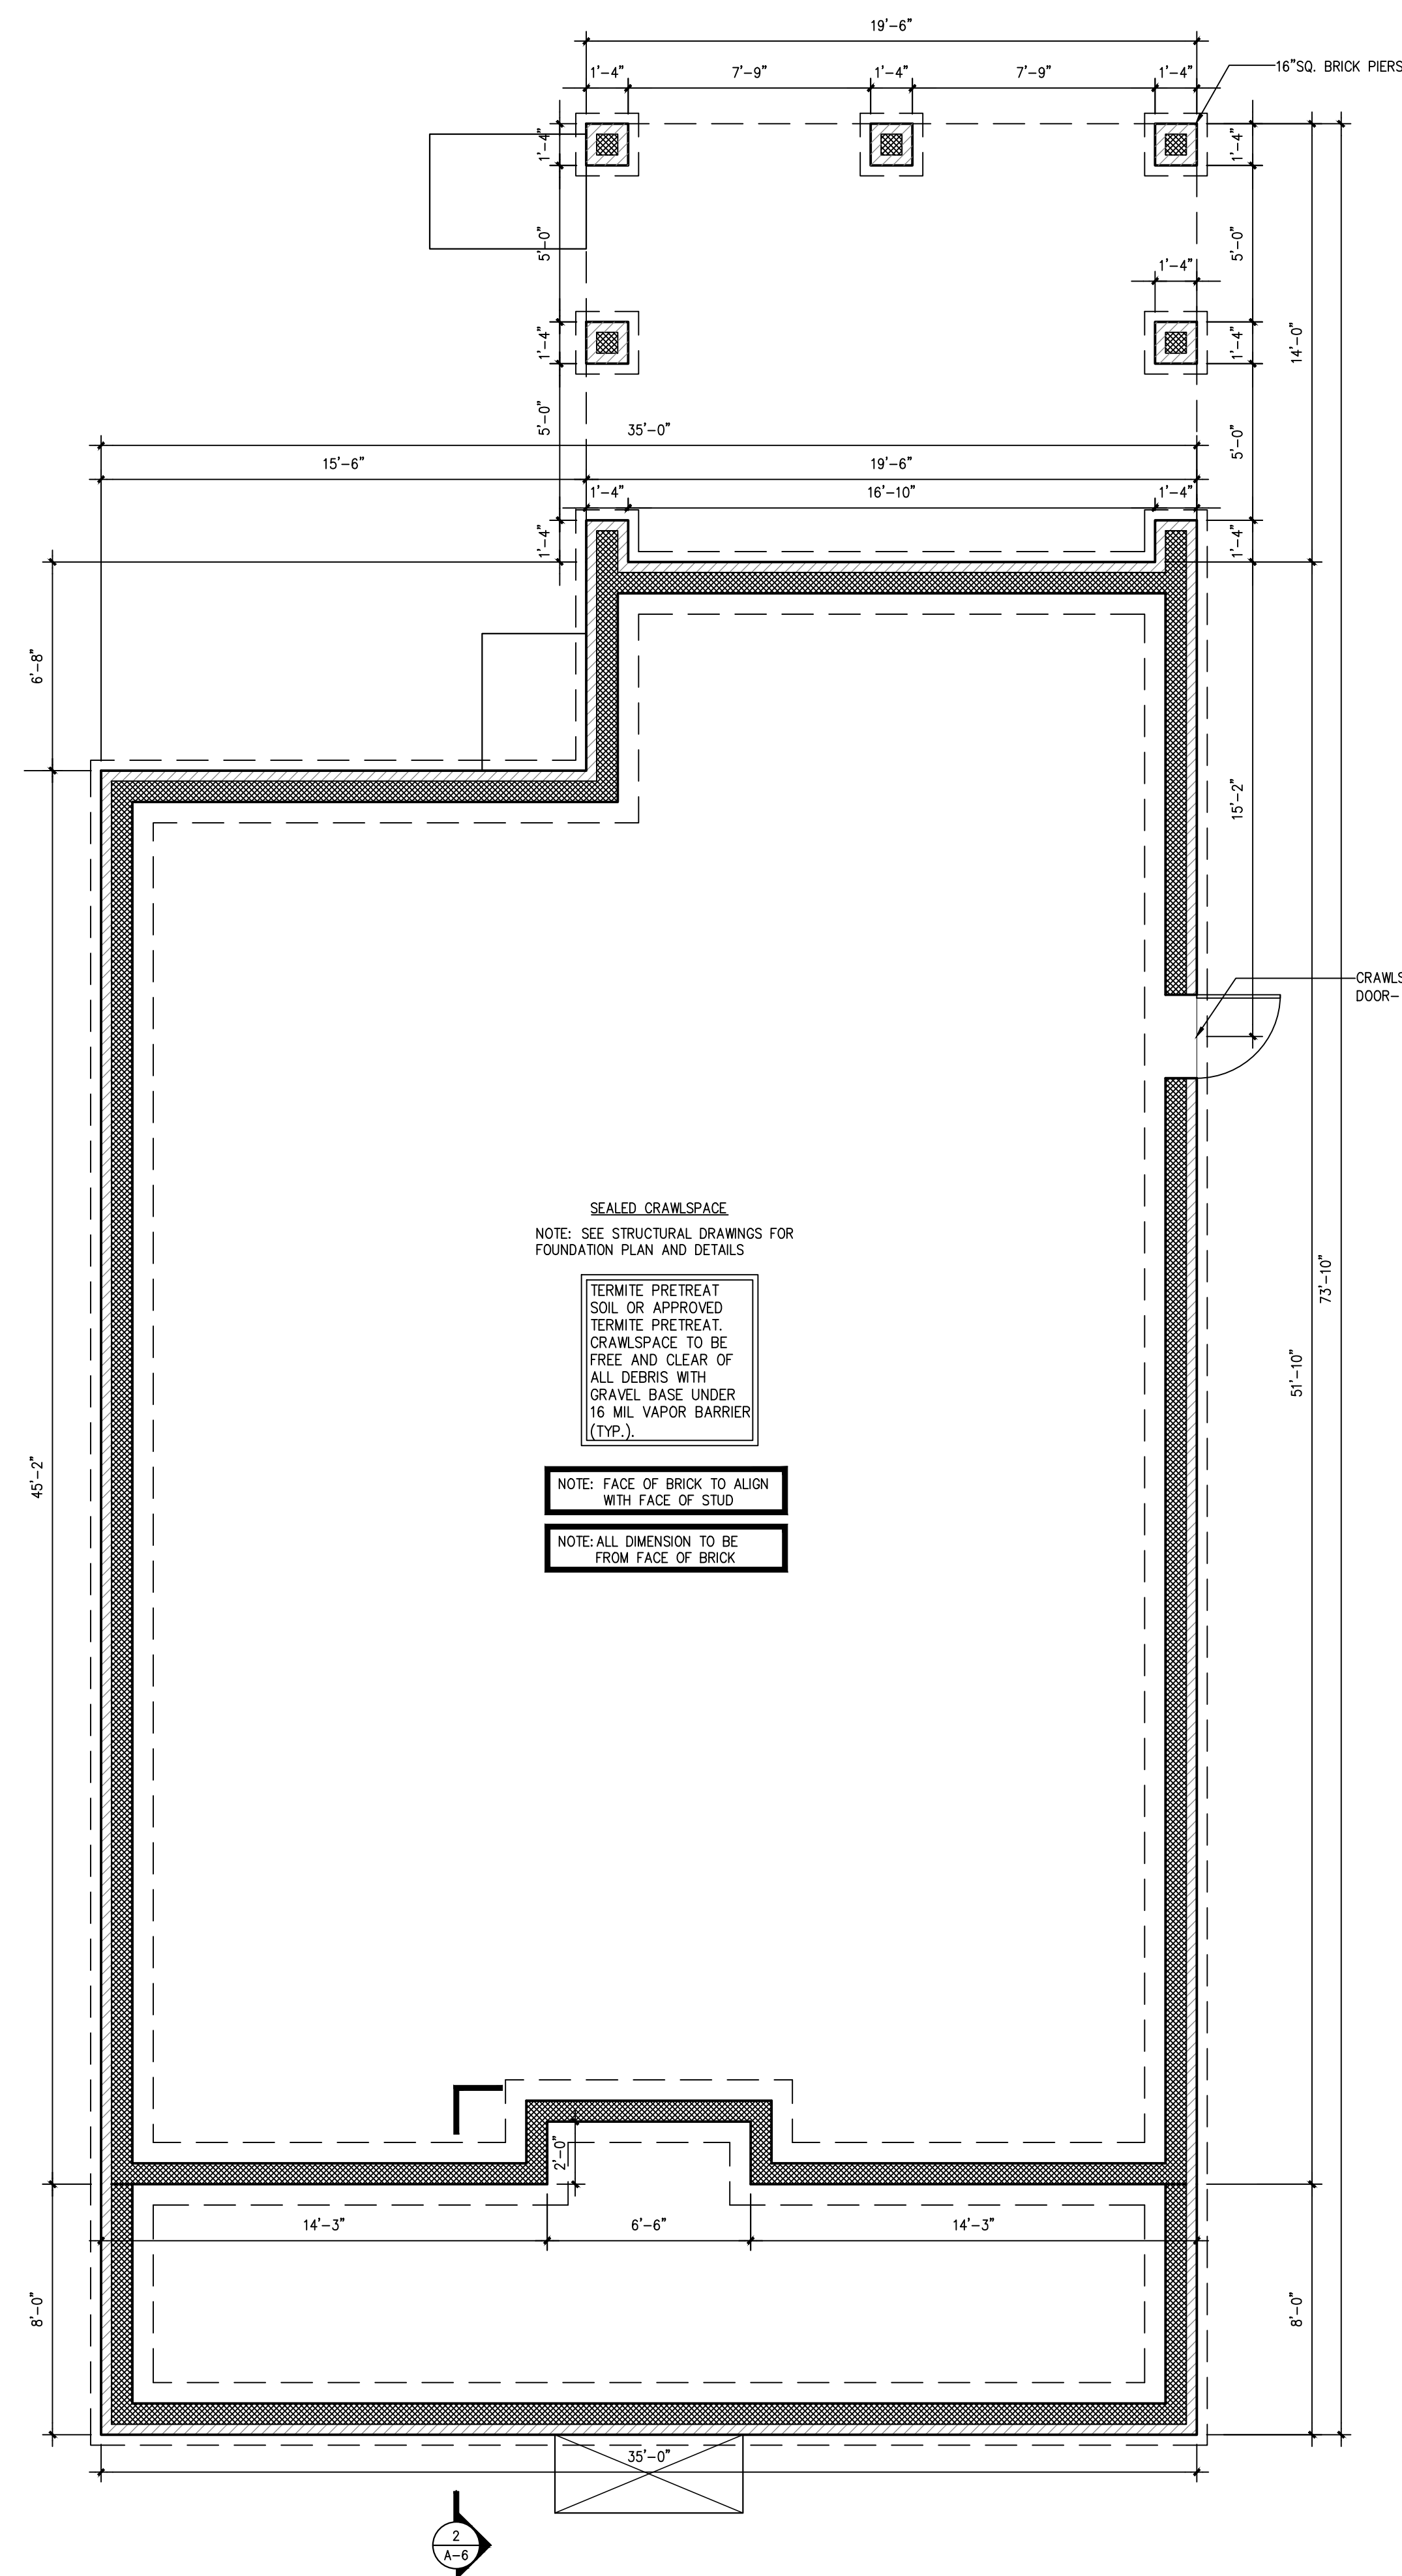 19'-6"
1'-4" 7'-9" 1'-4" 7'-9" 1'-4"
16"SQ. BRICK PIERS
1'-4" 1'-4"
5'-0" 5'-0"
1'-4"
1'-4" 1'-4" 14'-0"
5'-0" 35'-0" 5'-0"
15'-6" 19'-6"
1'-4" 16'-10" 1'-4"
1'-4" 1'-4"
6'-8"
15'-2"
CRAWLS
DOOR-
SEALED CRAWLSPACE
NOTE: SEE STRUCTURAL DRAWINGS FOR
FOUNDATION PLAN AND DETAILS
73'-10"
TERMITE PRETREAT
SOIL OR APPROVED
TERMITE PRETREAT.
CRAWLSPACE TO BE
FREE AND CLEAR OF
ALL DEBRIS WITH
GRAVEL BASE UNDER
16 MIL VAPOR BARRIER
(TYP.).
51'-10"
45'-2"
NOTE: FACE OF BRICK TO ALIGN
WITH FACE OF STUD
NOTE: ALL DIMENSION TO BE
FROM FACE OF BRICK
2'-0"
14'-3" 6'-6" 14'-3"
8'-0" 8'-0"
35'-0"
2
A-6